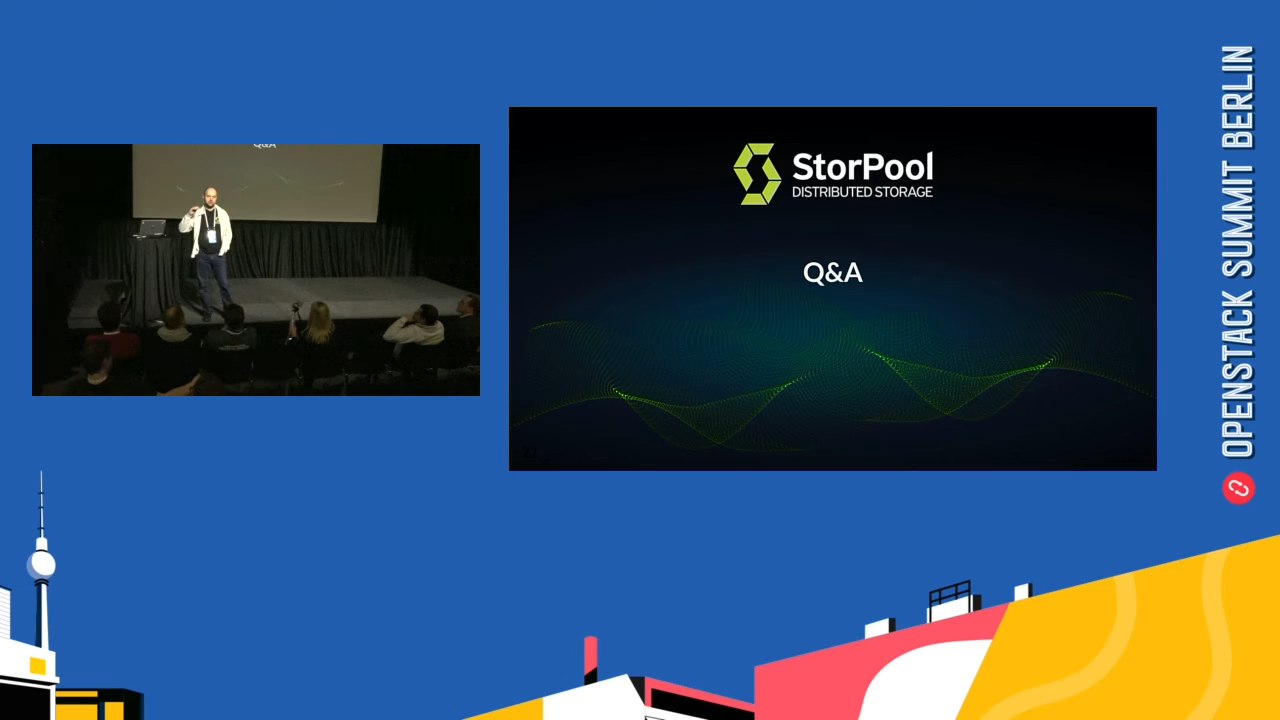 Q&A
StorPool
DISTRIBUTED STORAGE
Q&A
OPENSTACK SUMMIT BERLIN